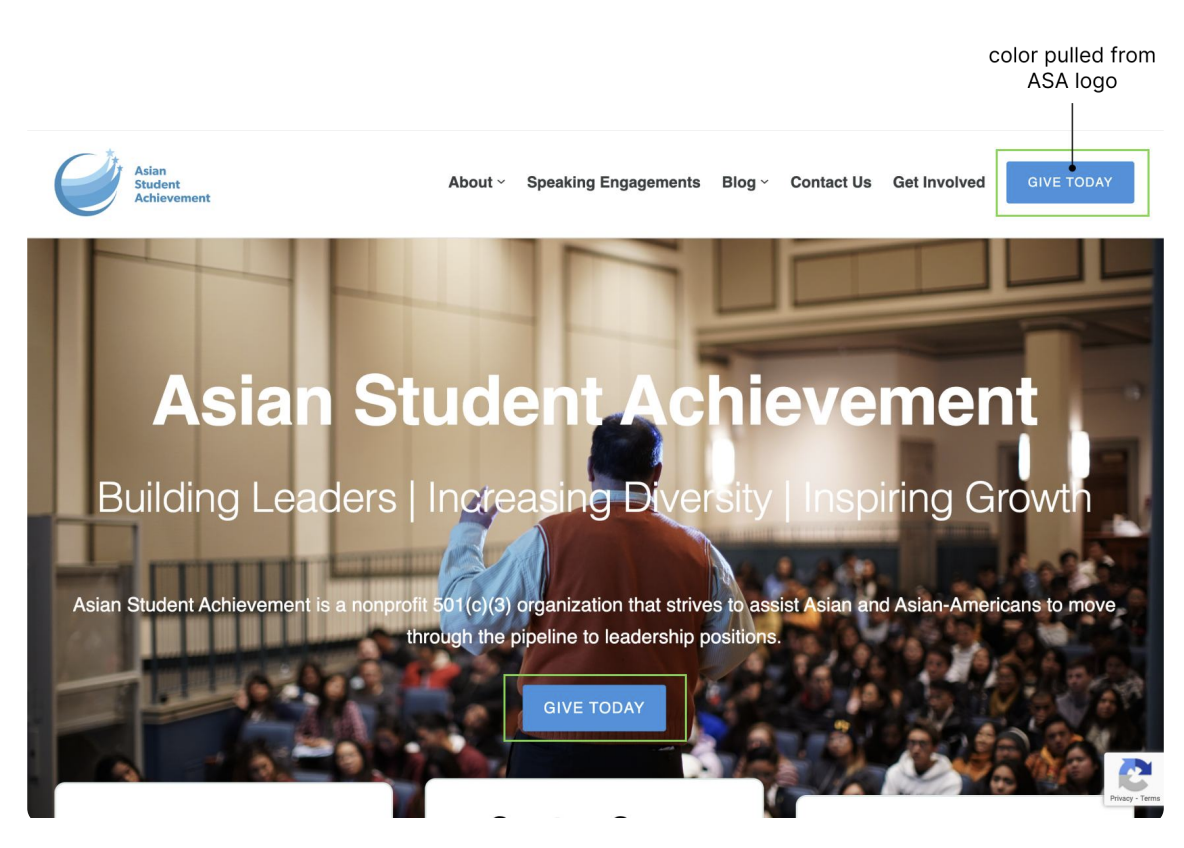 color pulled from
ASA logo
Asian
Student
Achievement
About Speaking Engagements Blog Contact Us Get Involved GIVE TODAY
Asian Student Achievement
Building Leaders | Increasing Diversity | Inspiring Growth
Asian Student Achievement is a nonprofit 501(c)(3) organization that strives to assist Asian and Asian-Americans to move
through the pipeline to leadership positions.
GIVE TODAY
Privacy - Terms